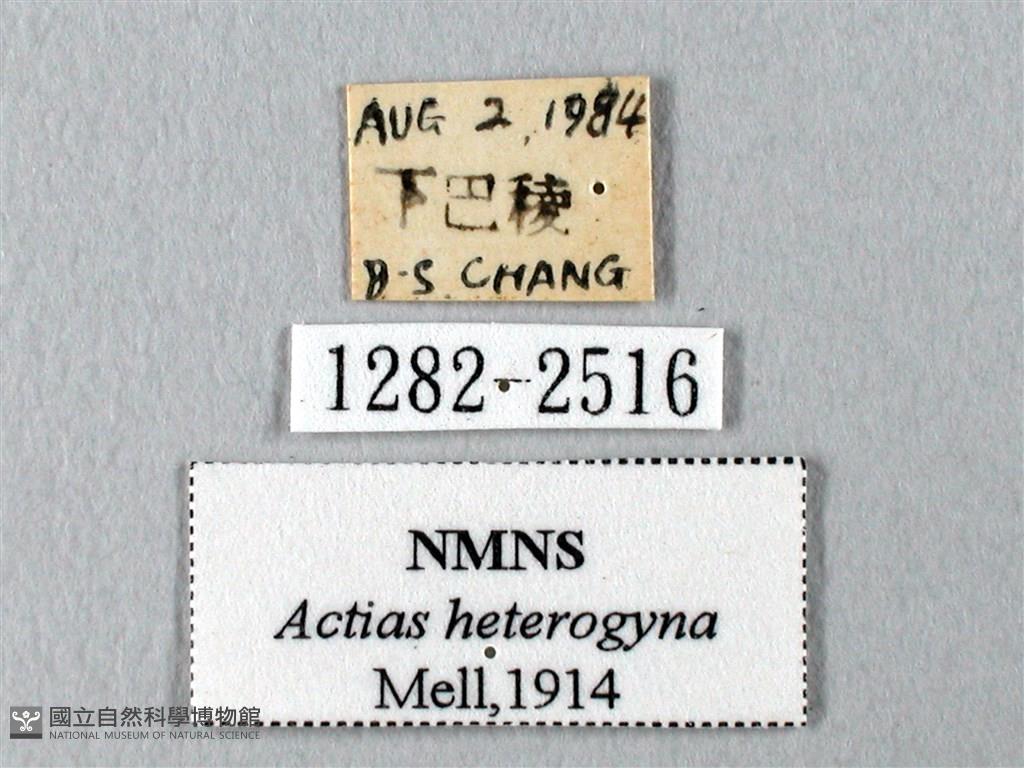 AUG 2, 1984
下巴稜
B-S. CHANG
1282-2516
NMNS
Actias heterogyna
Mell,1914
國立自然科學博物館
NATIONAL MUSEUM OF NATURAL SCIENCE